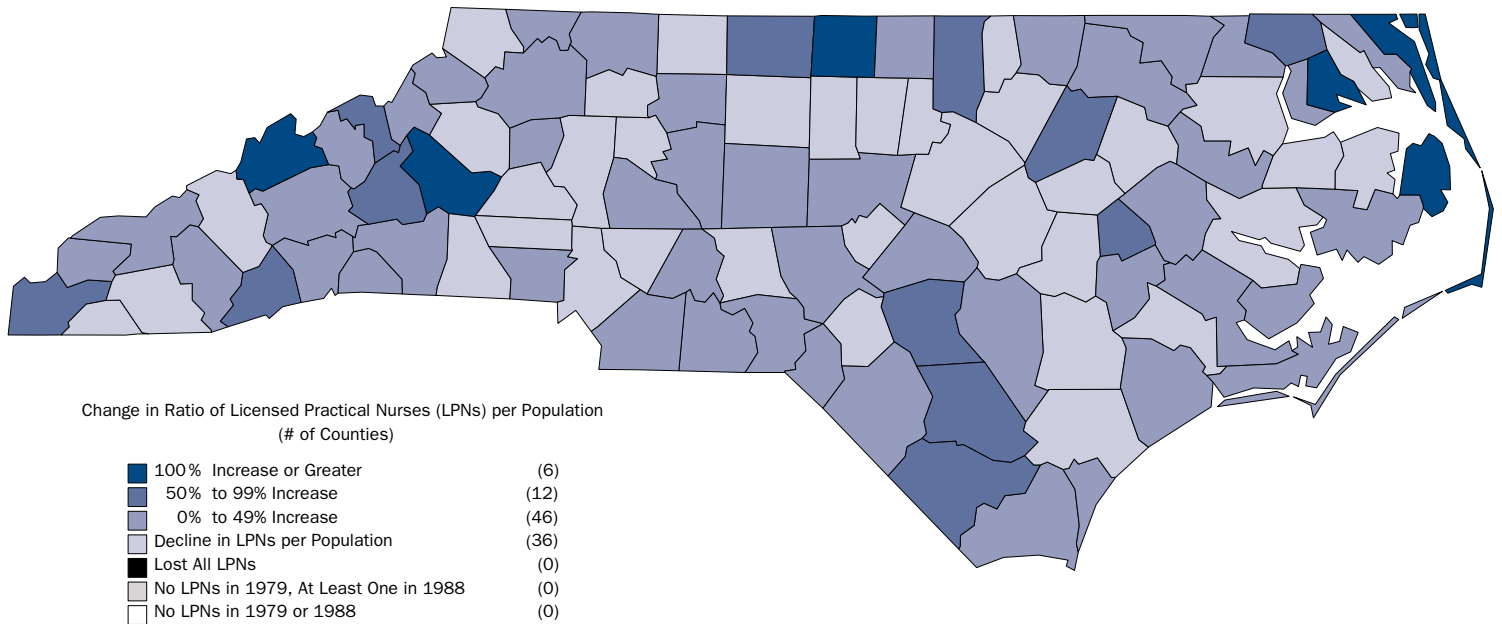 Change in Ratio of Licensed Practical Nurses (LPNs) per Population
(# of Counties)
100% Increase or Greater (6)
50% to 99% Increase (12)
0% to 49% Increase (46)
Decline in LPNs per Population (36)
Lost All LPNs (0)
No LPNs in 1979, At Least One in 1988 (0)
No LPNs in 1979 or 1988 (0)